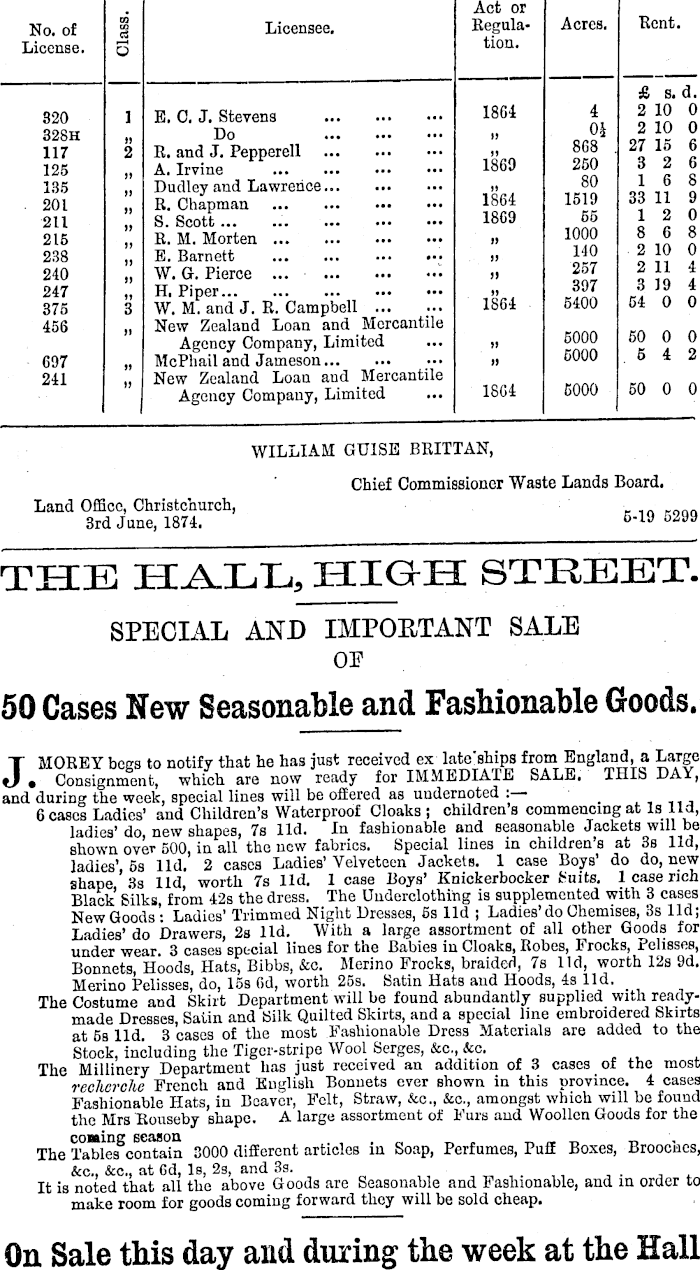 No. of License. | Class. | Licensee. | Act or Regula-tion. | Acres. | Rent.
£ s. d.
320 1 E. C. J. Stevens ... ... ... 1864 4 2 10 0
328H „ Do ... ... ... „ 0½ 2 10 0
117 2 R. and J. Pepperell ... ... ... „ 868 27 15 6
125 „ A. Irvine ... ... ... ... 1869 250 3 2 6
135 „ Dudley and Lawrence... ... ... „ 80 1 6 8
201 „ R. Chapman ... ... ... ... 1864 1519 33 11 9
211 „ S. Scott ... ... ... ... 1869 55 1 2 0
215 „ R. M. Morten ... ... ... ... „ 1000 8 6 8
238 „ E. Barnett ... ... ... ... „ 140 2 10 0
240 „ W. G. Pierce ... ... ... ... „ 257 2 11 4
247 „ H. Piper... ... ... ... „ 397 3 19 4
375 3 W. M. and J. R. Campbell ... ... 1864 5400 54 0 0
456 „ New Zealand Loan and Mercantile
Agency Company, Limited ... „ 5000 50 0 0
697 „ McPhail and Jameson... ... ... „ 5000 5 4 2
241 „ New Zealand Loan and Mercantile
Agency Company, Limited ... 1864 5000 50 0 0
WILLIAM GUISE BRITTAN,
Chief Commissioner Waste Lands Board.
Land Office, Christchurch,
3rd June, 1874. 5-19 5299
THE HALL, HIGH STREET.
SPECIAL AND IMPORTANT SALE
OF
50 Cases New Seasonable and Fashionable Goods.
J. MOREY begs to notify that he has just received ex late ships from England, a Large
Consignment, which are now ready for IMMEDIATE SALE. THIS DAY,
and during the week, special lines will be offered as undernoted :—
6 cases Ladies' and Children's Waterproof Cloaks ; children's commencing at 1s 11d,
ladies' do, new shapes, 7s 11d. In fashionable and seasonable Jackets will be
shown over 500, in all the new fabrics. Special lines in children's at 3s 11d,
ladies', 5s 11d. 2 cases Ladies' Velveteen Jackets. 1 case Boys' do do, new
shape, 3s 11d, worth 7s 11d. 1 case Boys' Knickerbocker Suits. 1 case rich
Black Silks, from 42s the dress. The Underclothing is supplemented with 3 cases
New Goods : Ladies' Trimmed Night Dresses, 5s 11d ; Ladies' do Chemises, 3s 11d;
Ladies' do Drawers, 2s 11d. With a large assortment of all other Goods for
under wear. 3 cases special lines for the Babies in Cloaks, Robes, Frocks, Pelisses,
Bonnets, Hoods, Hats, Bibbs, &c. Merino Frocks, braided, 7s 11d, worth 12s 9d.
Merino Pelisses, do, 15s 6d, worth 25s. Satin Hats and Hoods, 4s 11d.
The Costume and Skirt Department will be found abundantly supplied with ready-
made Dresses, Satin and Silk Quilted Skirts, and a special line embroidered Skirts
at 5s 11d. 3 cases of the most Fashionable Dress Materials are added to the
Stock, including the Tiger-stripe Wool Serges, &c., &c.
The Millinery Department has just received an addition of 3 cases of the most
recherche French and English Bonnets ever shown in this province. 4 cases
Fashionable Hats, in Beaver, Felt, Straw, &c., &c., amongst which will be found
the Mrs Rouseby shape. A large assortment of Furs and Woollen Goods for the
coming season
The Tables contain 3000 different articles in Soap, Perfumes, Puff Boxes, Brooches,
&c., &c., at 6d, 1s, 2s, and 3s.
It is noted that all the above Goods are Seasonable and Fashionable, and in order to
make room for goods coming forward they will be sold cheap.
On Sale this day and during the week at the Hall